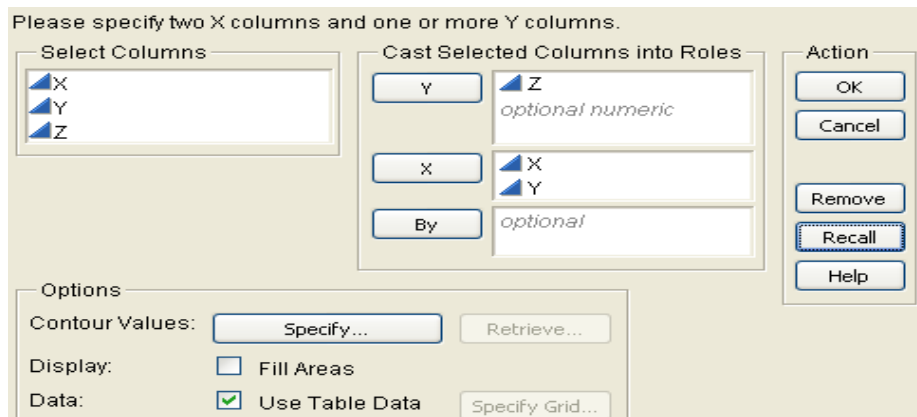 Please specify two X columns and one or more Y columns.
Select Columns
X
Y
Z
Cast Selected Columns into Roles
Y
Z
optional numeric
X
X
Y
By
optional
Action
OK
Cancel
Remove
Recall
Help
Options
Contour Values:
Specify...
Retrieve...
Display:
Fill Areas
Data:
Use Table Data
Specify Grid...